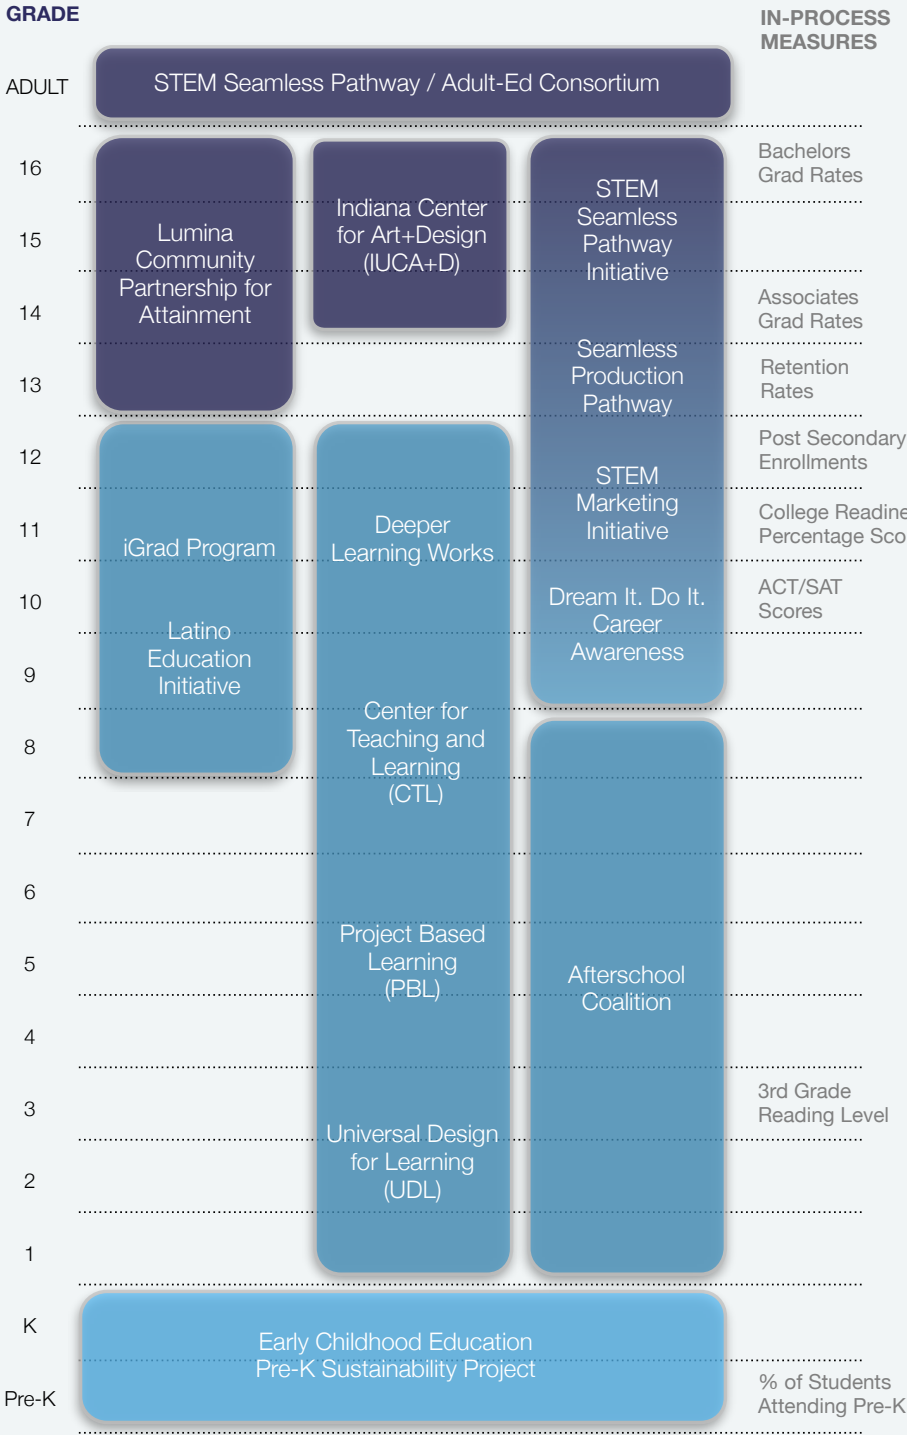 GRADE
IN-PROCESS
MEASURES
ADULT
STEM Seamless Pathway / Adult-Ed Consortium
16
15
14
13
12
11
10
9
8
7
6
5
4
3
2
1
K
Pre-K
Lumina
Community
Partnership for
Attainment
Indiana Center
for Art+Design
(IUCA+D)
STEM
Seamless
Pathway
Initiative
Seamless
Production
Pathway
STEM
Marketing
Initiative
Dream It. Do It.
Career
Awareness
iGrad Program
Latino
Education
Initiative
Deeper
Learning Works
Center for
Teaching and
Learning
(CTL)
Project Based
Learning
(PBL)
Universal Design
for Learning
(UDL)
Afterschool
Coalition
Early Childhood Education
Pre-K Sustainability Project
Bachelors
Grad Rates
Associates
Grad Rates
Retention
Rates
Post Secondary
Enrollments
College
Percentage
ACT/SAT
Scores
3rd Grade
Reading Level
% of Students
Attending Pre-K